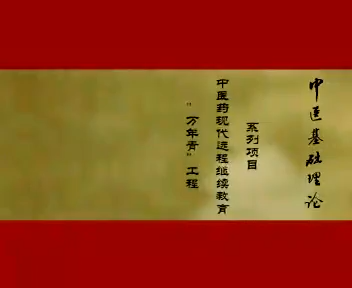 中医基础理论
系列项目
中医药现代远程继续教育
“万年青”工程